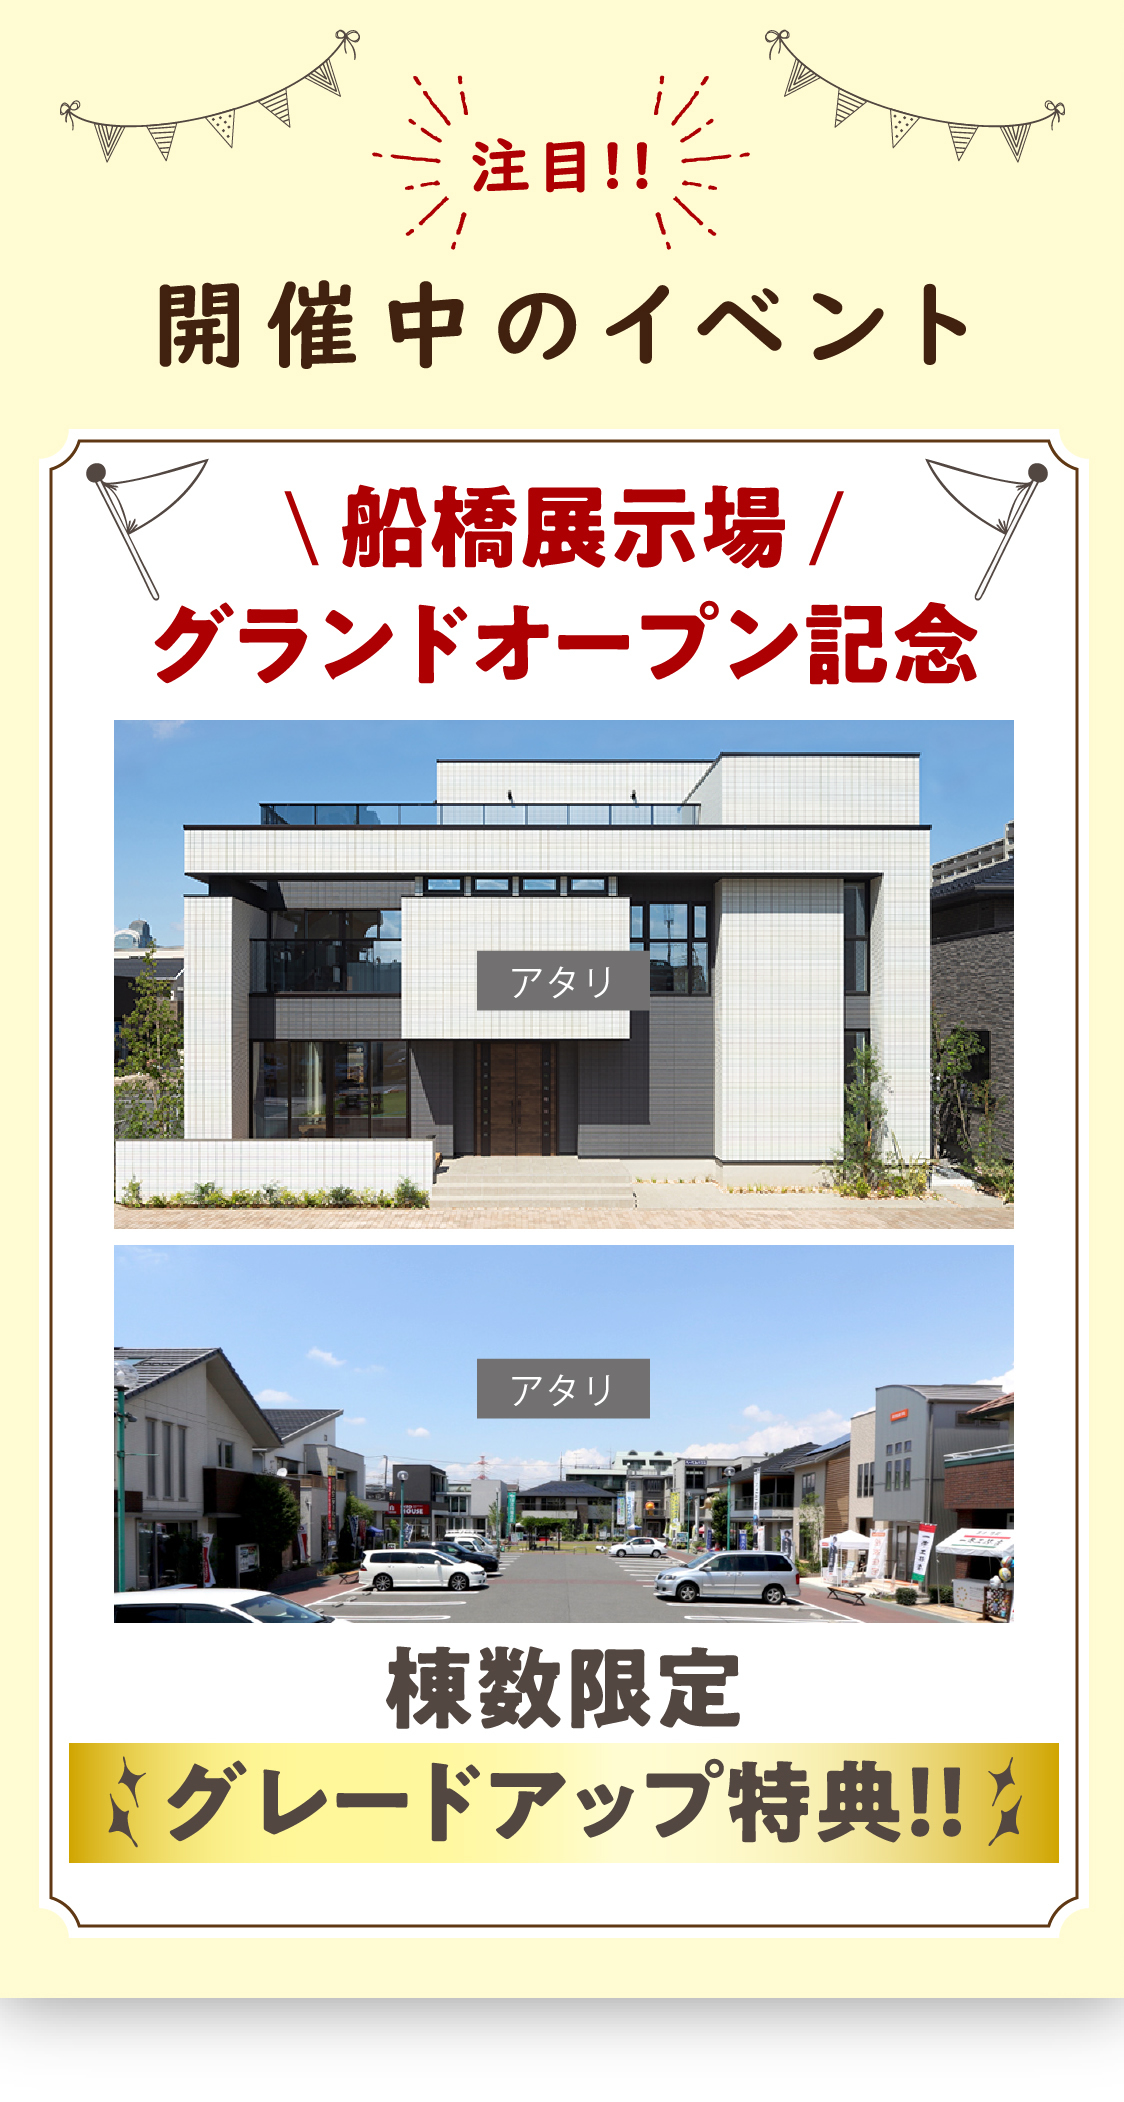 注目!!
開催中のイベント
\ 船橋展示場 /
グランドオープン記念
アタリ
アタリ
棟数限定
グレードアップ特典!!